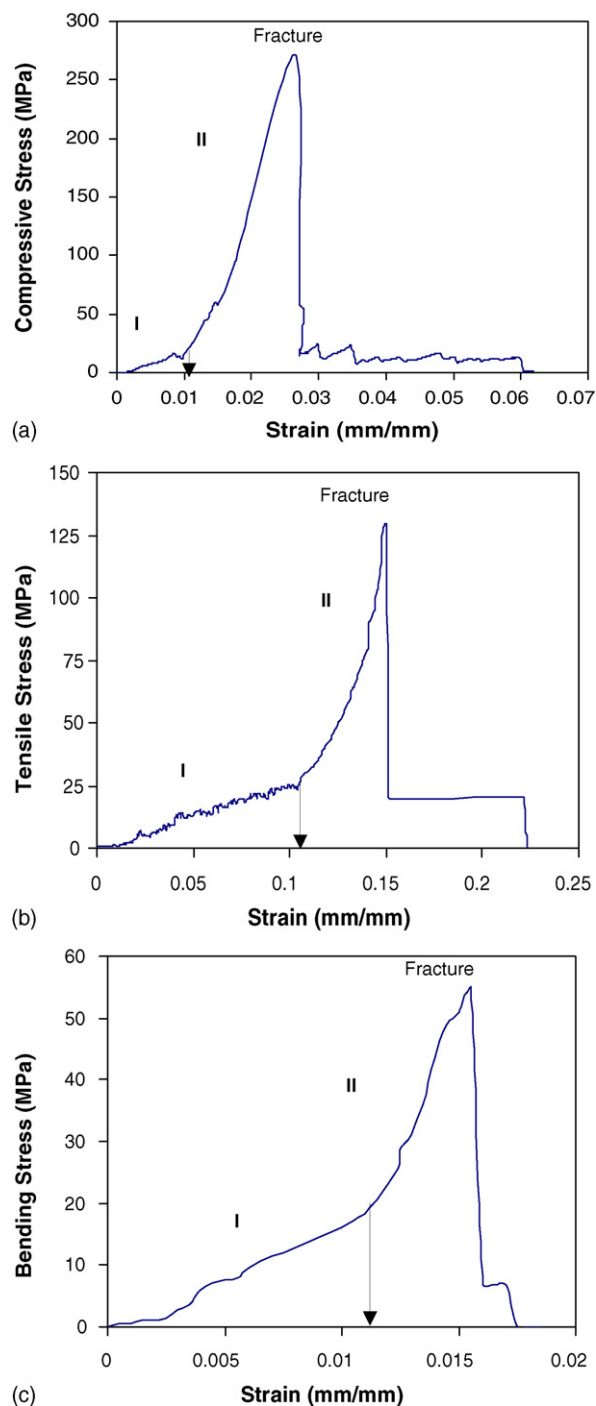 300
Fracture
250
II
200
150
100
I
50
0
0 0.01 0.02 0.03 0.04 0.05 0.06 0.07
Compressive Stress (MPa)
Strain (mm/mm)
(a)
150
Fracture
125
II
100
75
50
I
25
0
0 0.05 0.1 0.15 0.2 0.25
Tensile Stress (MPa)
Strain (mm/mm)
(b)
60
Fracture
50
II
40
30
20
I
10
0
0 0.005 0.01 0.015 0.02
Bending Stress (MPa)
Strain (mm/mm)
(c)